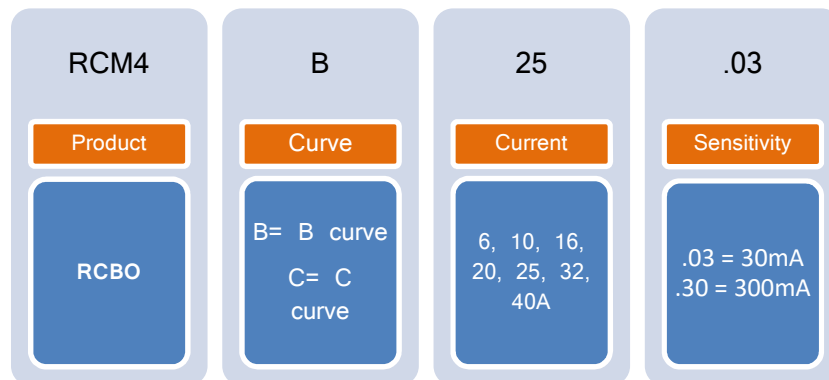 RCM4
Product
RCBO
B
Curve
B= B curve
C= C
curve
25
Current
6, 10, 16,
20, 25, 32,
40A
.03
Sensitivity
.03 = 30mA
.30 = 300mA